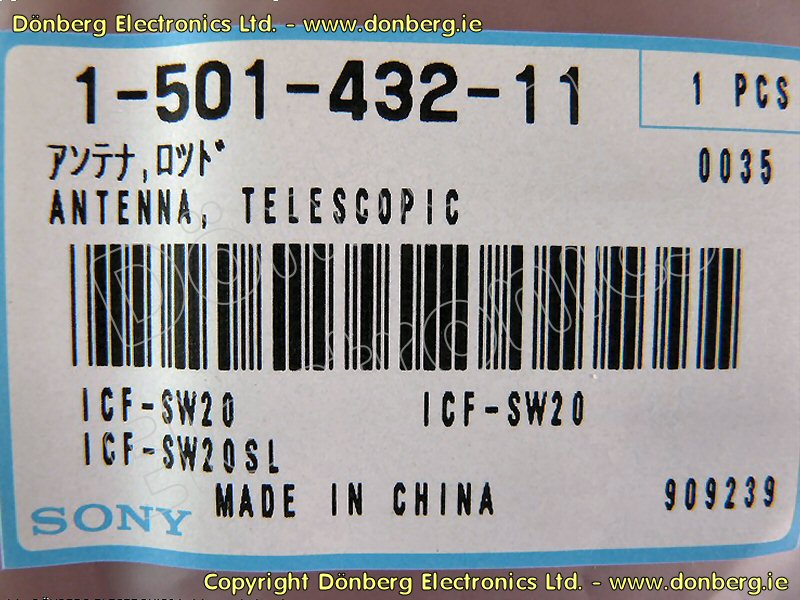 Dönberg Electronics Ltd. - www.donberg.ie
1-501-432-11
1 PCS
アンテナ,ロツド
0035
ANTENNA, TELESCOPIC
ICF-SW20 ICF-SW20
ICF-SW20SL
SONY MADE IN CHINA 909239
Copyright Dönberg Electronics Ltd. - www.donberg.ie